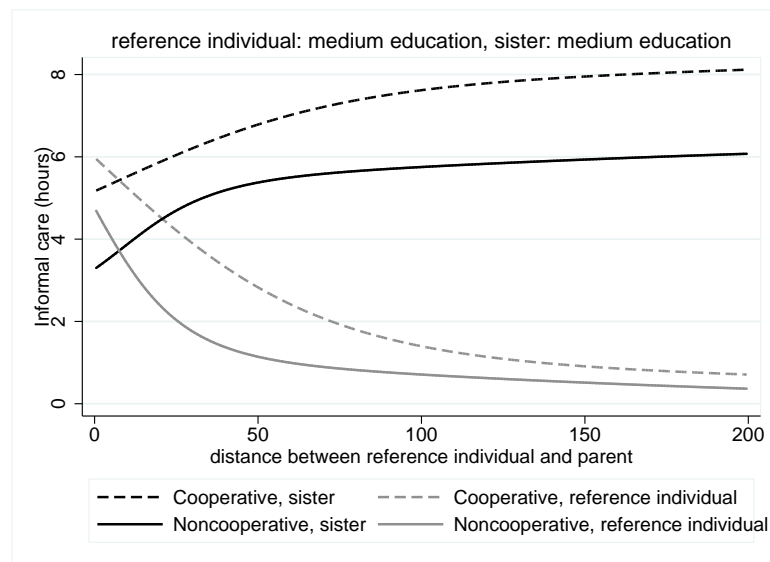 reference individual: medium education, sister: medium education
Informal care (hours)
8
6
4
2
0
0 50 100 150 200
distance between reference individual and parent
Cooperative, sister Cooperative, reference individual
Noncooperative, sister Noncooperative, reference individual